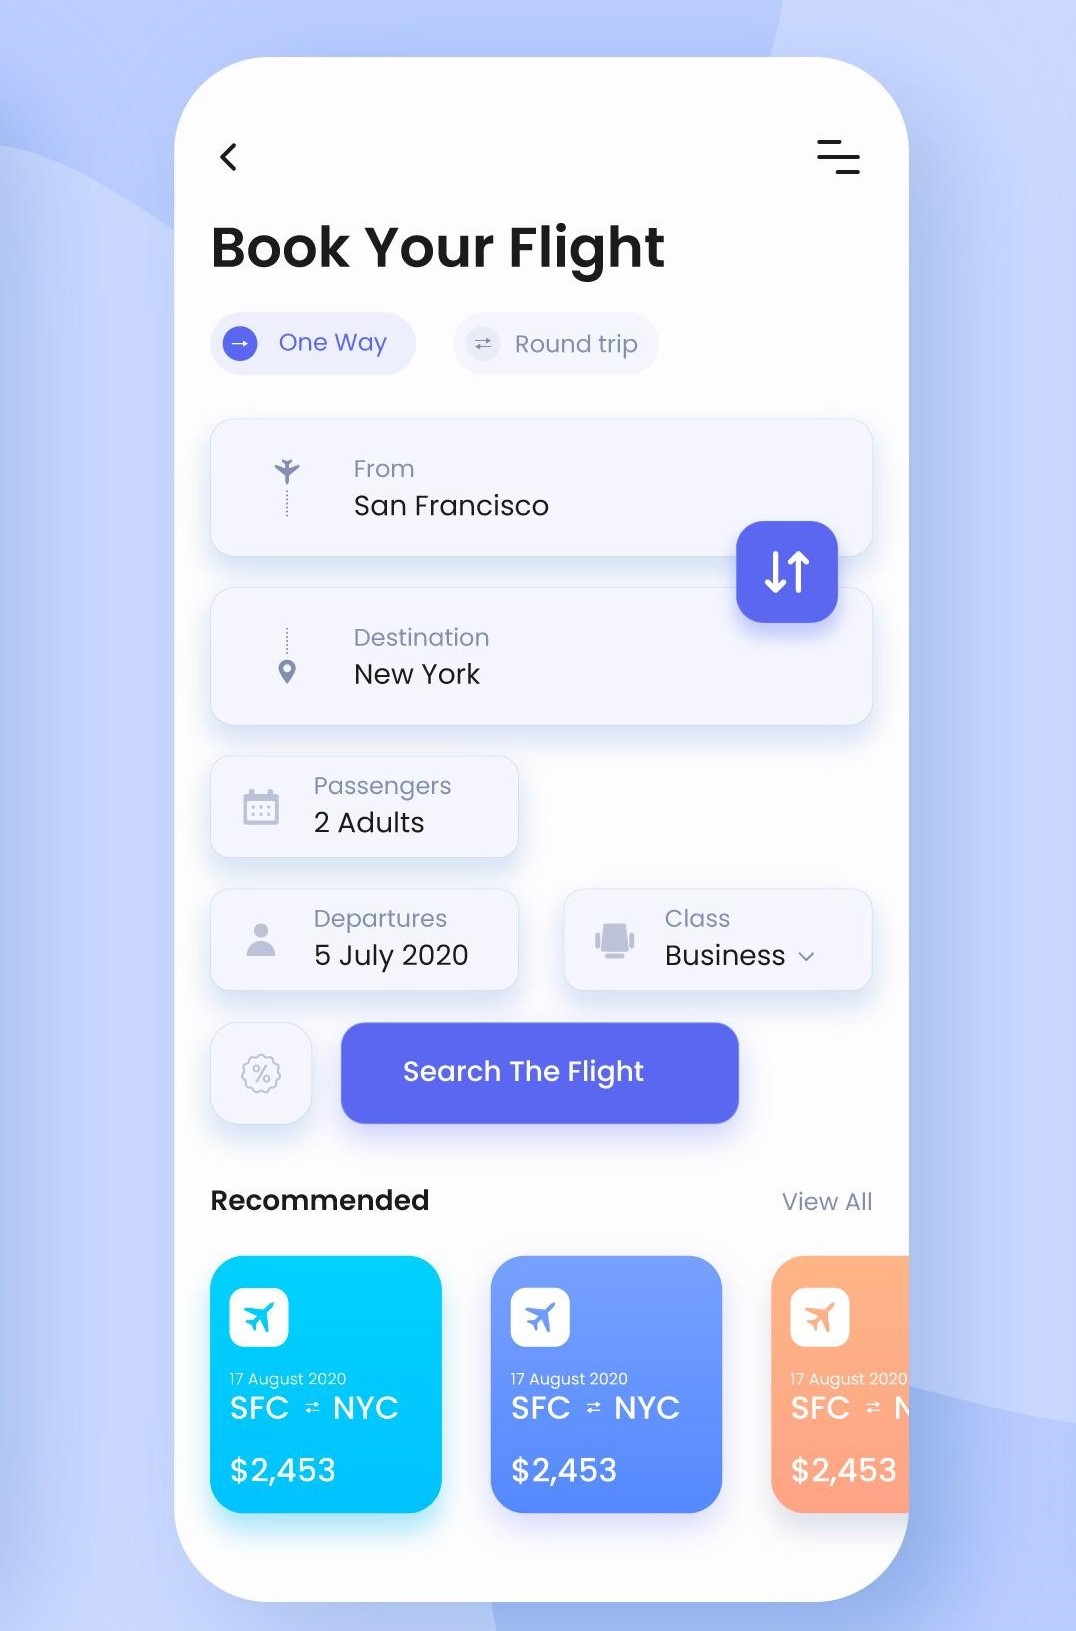 Book Your Flight
One Way
Round trip
From
San Francisco
Destination
New York
Passengers
2 Adults
Departures
5 July 2020
Class
Business
%
Search The Flight
Recommended
View All
17 August 2020
SFC NYC
$2,453
17 August 2020
SFC NYC
$2,453
17 August 2020
SFC N
$2,453